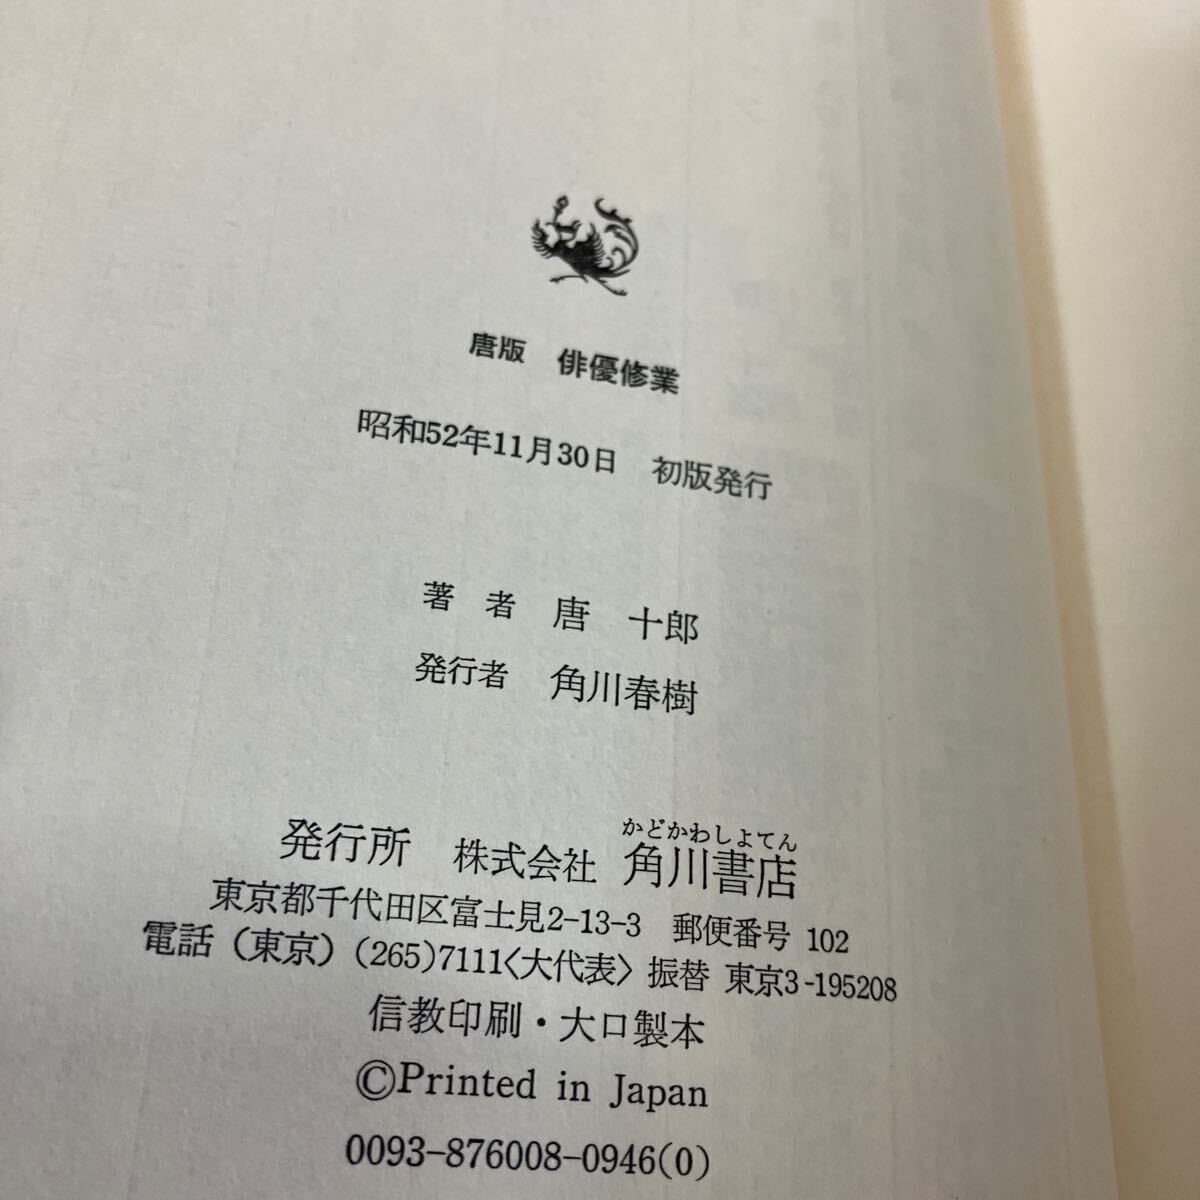 唐版 俳優修業
昭和52年11月30日 初版発行
著者 唐 十郎
発行者 角川春樹
かどかわしよてん
発行所 株式会社 角川書店
東京都千代田区富士見2-13-3 郵便番号 102
電話（東京）(265)7111〈大代表〉振替 東京3-195208
信教印刷・大口製本
©Printed in Japan
0093-876008-0946(0)